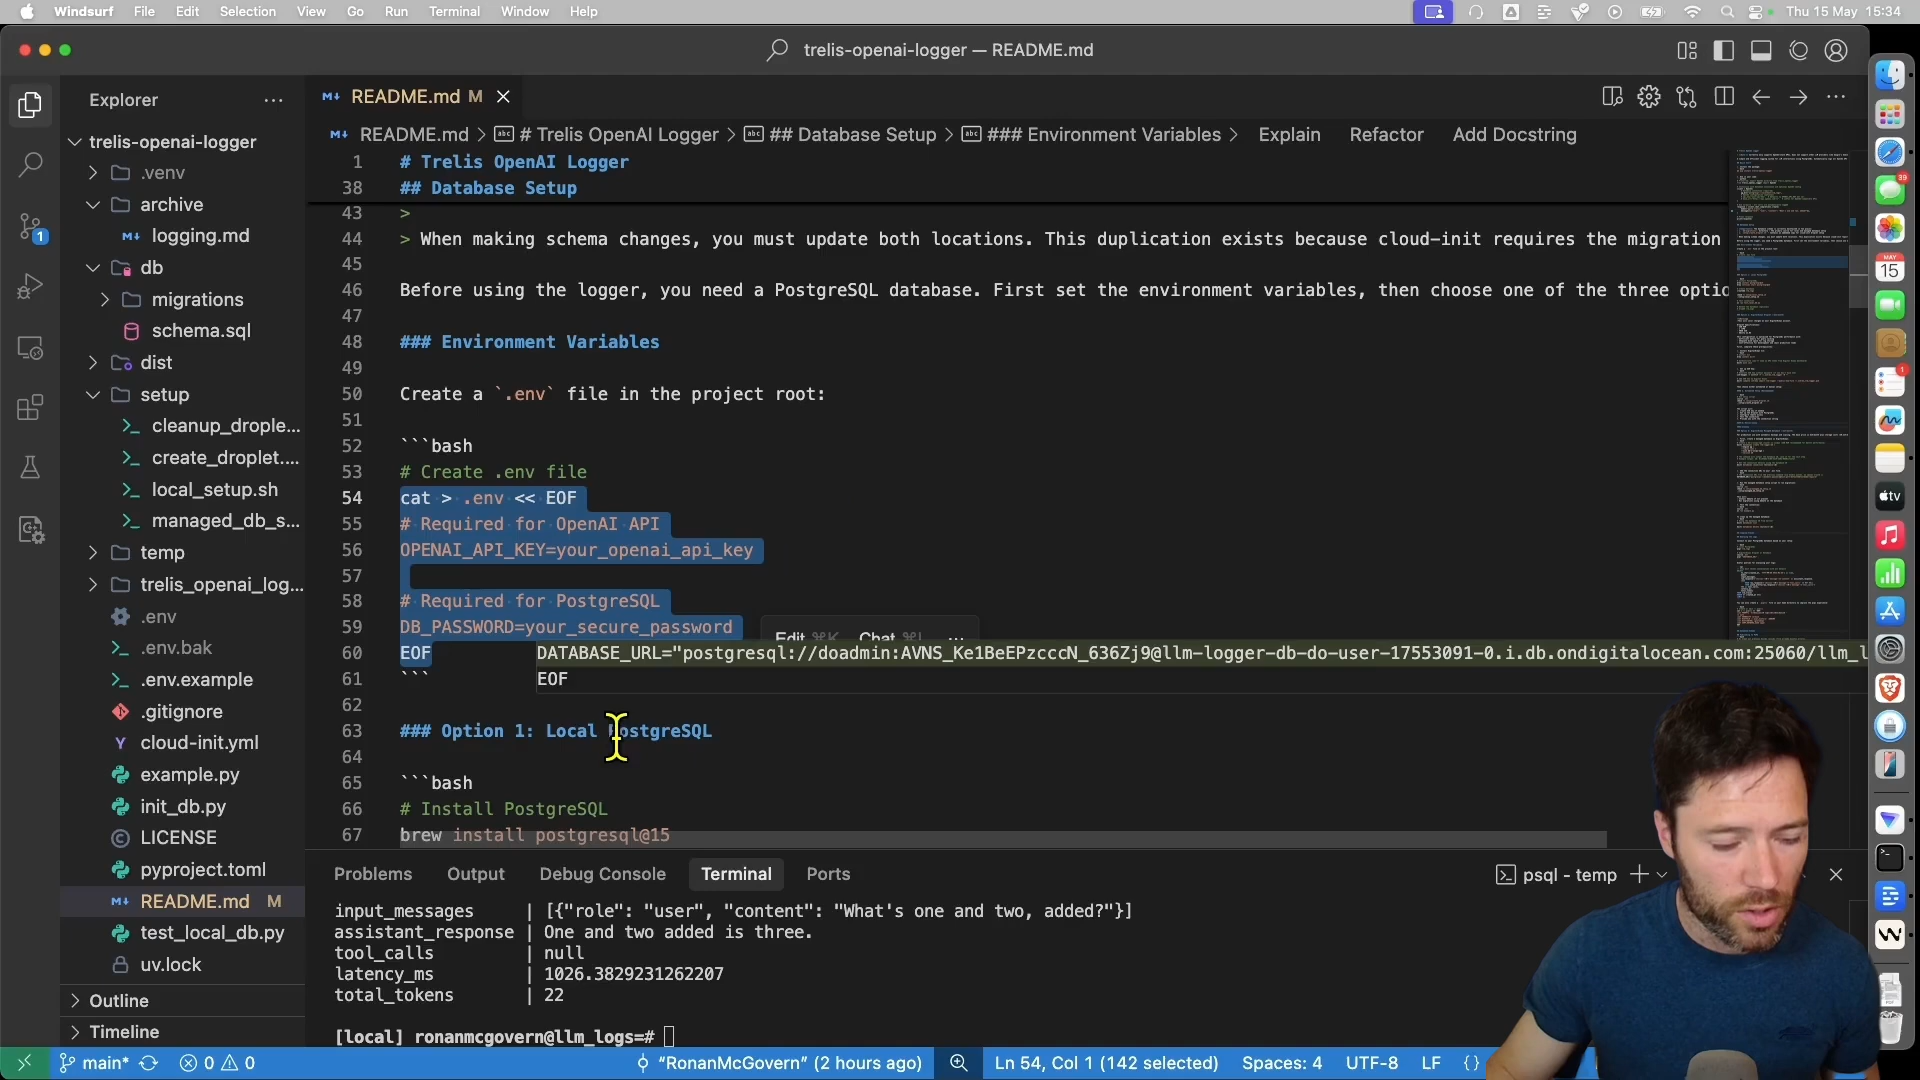 Windsurf File Edit Selection View Go Run Terminal Window Help
Thu 15 May 15:34
trelis-openai-logger — README.md
Explorer
README.md M
README.md > # Trelis OpenAI Logger > ## Database Setup > ### Environment Variables > Explain Refactor Add Docstring
trelis-openai-logger
.venv
archive
logging.md
db
migrations
schema.sql
dist
setup
cleanup_drople...
create_droplet....
local_setup.sh
managed_db_s...
temp
trelis_openai_log...
.env
.env.bak
.env.example
.gitignore
cloud-init.yml
example.py
init_db.py
LICENSE
pyproject.toml
README.md M
test_local_db.py
uv.lock
Outline
Timeline
1 # Trelis OpenAI Logger
38 ## Database Setup
43 >
44 > When making schema changes, you must update both locations. This duplication exists because cloud-init requires the migration
45
46 Before using the logger, you need a PostgreSQL database. First set the environment variables, then choose one of the three optio
47
48 ### Environment Variables
49
50 Create a `.env` file in the project root:
51
52 ```bash
53 # Create .env file
54 cat > .env << EOF
55 # Required for OpenAI API
56 OPENAI_API_KEY=your_openai_api_key
57
58 # Required for PostgreSQL
59 DB_PASSWORD=your_secure_password
Edit ⌘K Chat ⌘L ...
60 EOF
DATABASE_URL="postgresql://doadmin:AVNS_Ke1BeEPzcccN_636Zj9@llm-logger-db-do-user-17553091-0.i.db.ondigitalocean.com:25060/llm_l
61 ```
EOF
62
63 ### Option 1: Local PostgreSQL
64
65 ```bash
66 # Install PostgreSQL
67 brew install postgresql@15
Problems Output Debug Console Terminal Ports
psql - temp
input_messages | [{"role": "user", "content": "What's one and two, added?"}]
assistant_response | One and two added is three.
tool_calls | null
latency_ms | 1026.3829231262207
total_tokens | 22
[local] ronanmcgovern@llm_logs=#
main* 0 0 "RonanMcGovern" (2 hours ago) Ln 54, Col 1 (142 selected) Spaces: 4 UTF-8 LF {}
1
39
MAY
15
1
tv